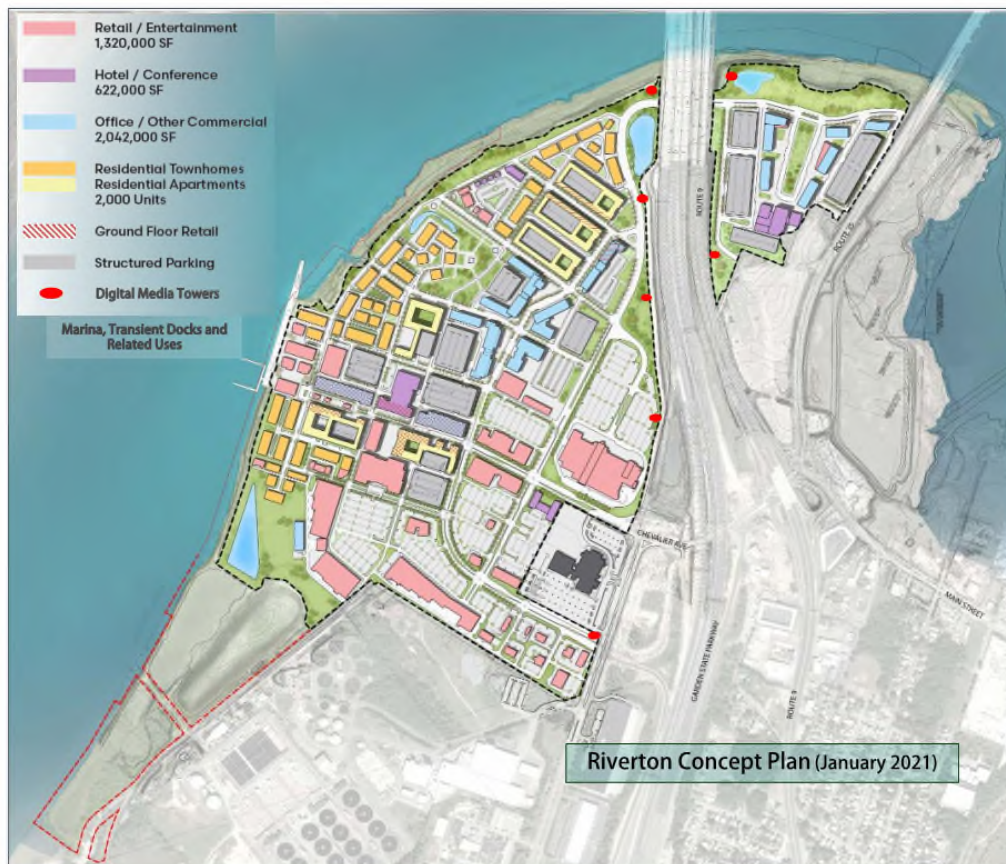 Retail / Entertainment
1,320,000 SF
Hotel / Conference
622,000 SF
Office / Other Commercial
2,042,000 SF
Residential Townhomes
Residential Apartments
2,000 Units
Ground Floor Retail
Structured Parking
Digital Media Towers
Marina, Transient Docks and
Related Uses
ROUTE 9
ROUTE 35
CHEVALIER AVE
MAIN STREET
GARDEN STATE PARKWAY
ROUTE 9
Riverton Concept Plan (January 2021)